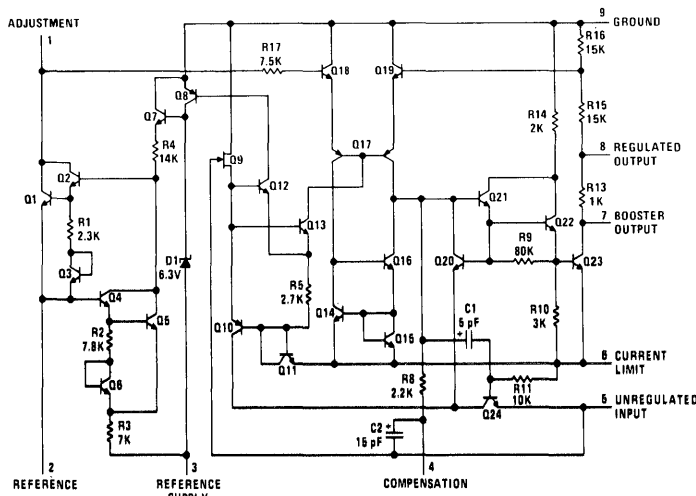 ADJUSTMENT
1
9
GROUND
R16
15K
R17
7.5K
Q18
Q19
Q8
Q7
R14
2K
R15
15K
R4
14K
Q17
8
REGULATED
OUTPUT
Q9
Q2
Q12
Q1
Q21
R13
1K
Q13
Q22
7
BOOSTER
OUTPUT
R1
2.3K
R9
80K
Q3
D1
6.3V
Q16
Q20
Q23
Q4
R5
2.7K
Q5
R2
7.8K
Q10
Q14
Q15
C1
5 pF
R10
3K
Q11
6
CURRENT
LIMIT
Q6
R8
2.2K
R11
10K
5
UNREGULATED
INPUT
Q24
R3
7K
C2
15 pF
+
+
2
REFERENCE
3
REFERENCE
SUPPLY
4
COMPENSATION